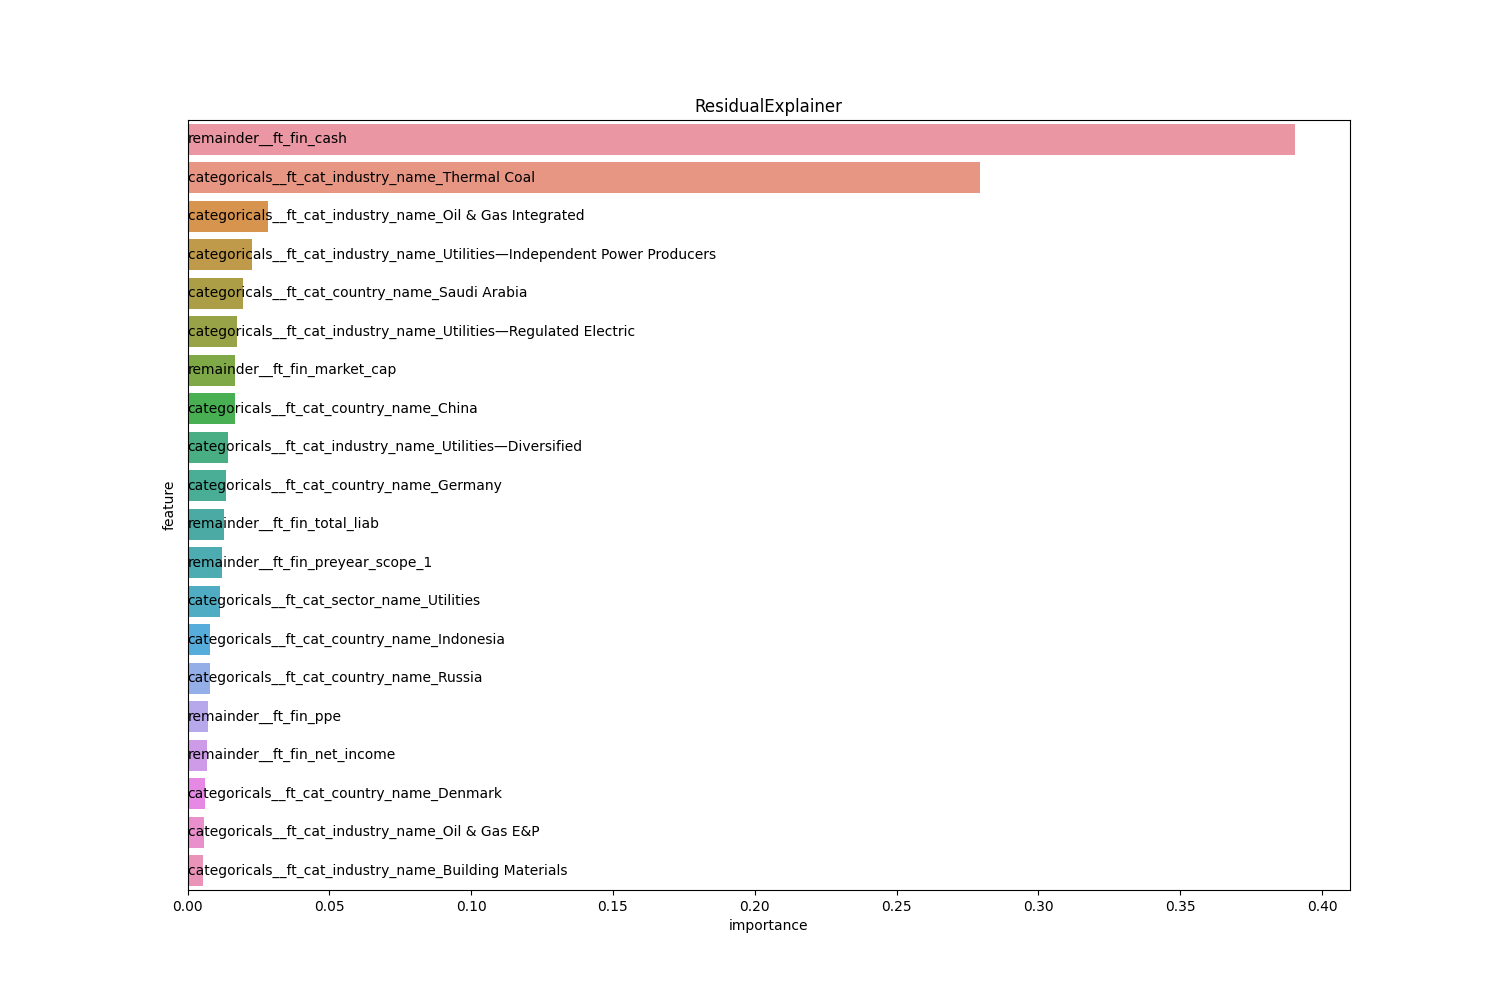 ResidualExplainer
remainder__ft_fin_cash
categoricals__ft_cat_industry_name_Thermal Coal
categoricals__ft_cat_industry_name_Oil & Gas Integrated
categoricals__ft_cat_industry_name_Utilities—Independent Power Producers
categoricals__ft_cat_country_name_Saudi Arabia
categoricals__ft_cat_industry_name_Utilities—Regulated Electric
remainder__ft_fin_market_cap
categoricals__ft_cat_country_name_China
categoricals__ft_cat_industry_name_Utilities—Diversified
categoricals__ft_cat_country_name_Germany
remainder__ft_fin_total_liab
remainder__ft_fin_preyear_scope_1
categoricals__ft_cat_sector_name_Utilities
categoricals__ft_cat_country_name_Indonesia
categoricals__ft_cat_country_name_Russia
remainder__ft_fin_ppe
remainder__ft_fin_net_income
categoricals__ft_cat_country_name_Denmark
categoricals__ft_cat_industry_name_Oil & Gas E&P
categoricals__ft_cat_industry_name_Building Materials
feature
0.00 0.05 0.10 0.15 0.20 0.25 0.30 0.35 0.40
importance